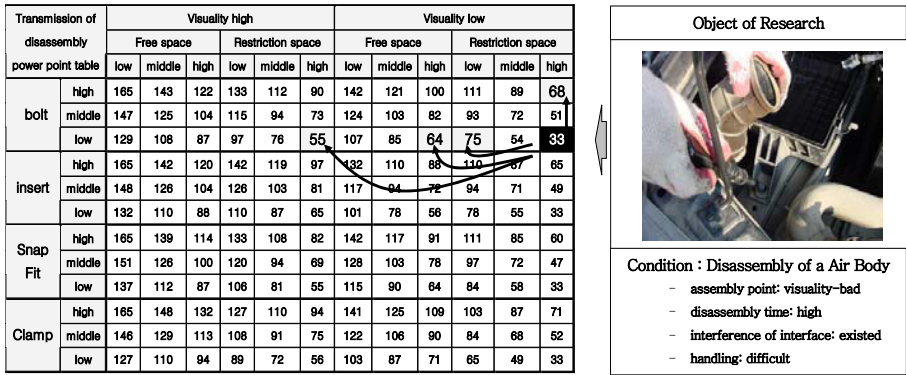 Transmission of disassembly power point table Visuality high Visuality low
Free space Restriction space Free space Restriction space
low middle high low middle high low middle high low middle high
bolt high 165 143 122 133 112 90 142 121 100 111 89 68
middle 147 125 104 115 94 73 124 103 82 93 72 51
low 129 108 87 97 76 55 107 85 64 75 54 33
insert high 165 142 120 142 119 97 132 110 88 110 87 65
middle 148 126 104 126 103 81 117 94 72 94 71 49
low 132 110 88 110 87 65 101 78 56 78 55 33
Snap Fit high 165 139 114 133 108 82 142 117 91 111 85 60
middle 151 126 100 120 94 69 128 103 78 97 72 47
low 137 112 87 106 81 55 115 90 64 84 58 33
Clamp high 165 148 132 127 110 94 141 125 109 103 87 71
middle 146 129 113 108 91 75 122 106 90 84 68 52
low 127 110 94 89 72 56 103 87 71 65 49 33
Object of Research
Condition : Disassembly of a Air Body
- assembly point: visuality-bad
- disassembly time: high
- interference of interface: existed
- handling: difficult